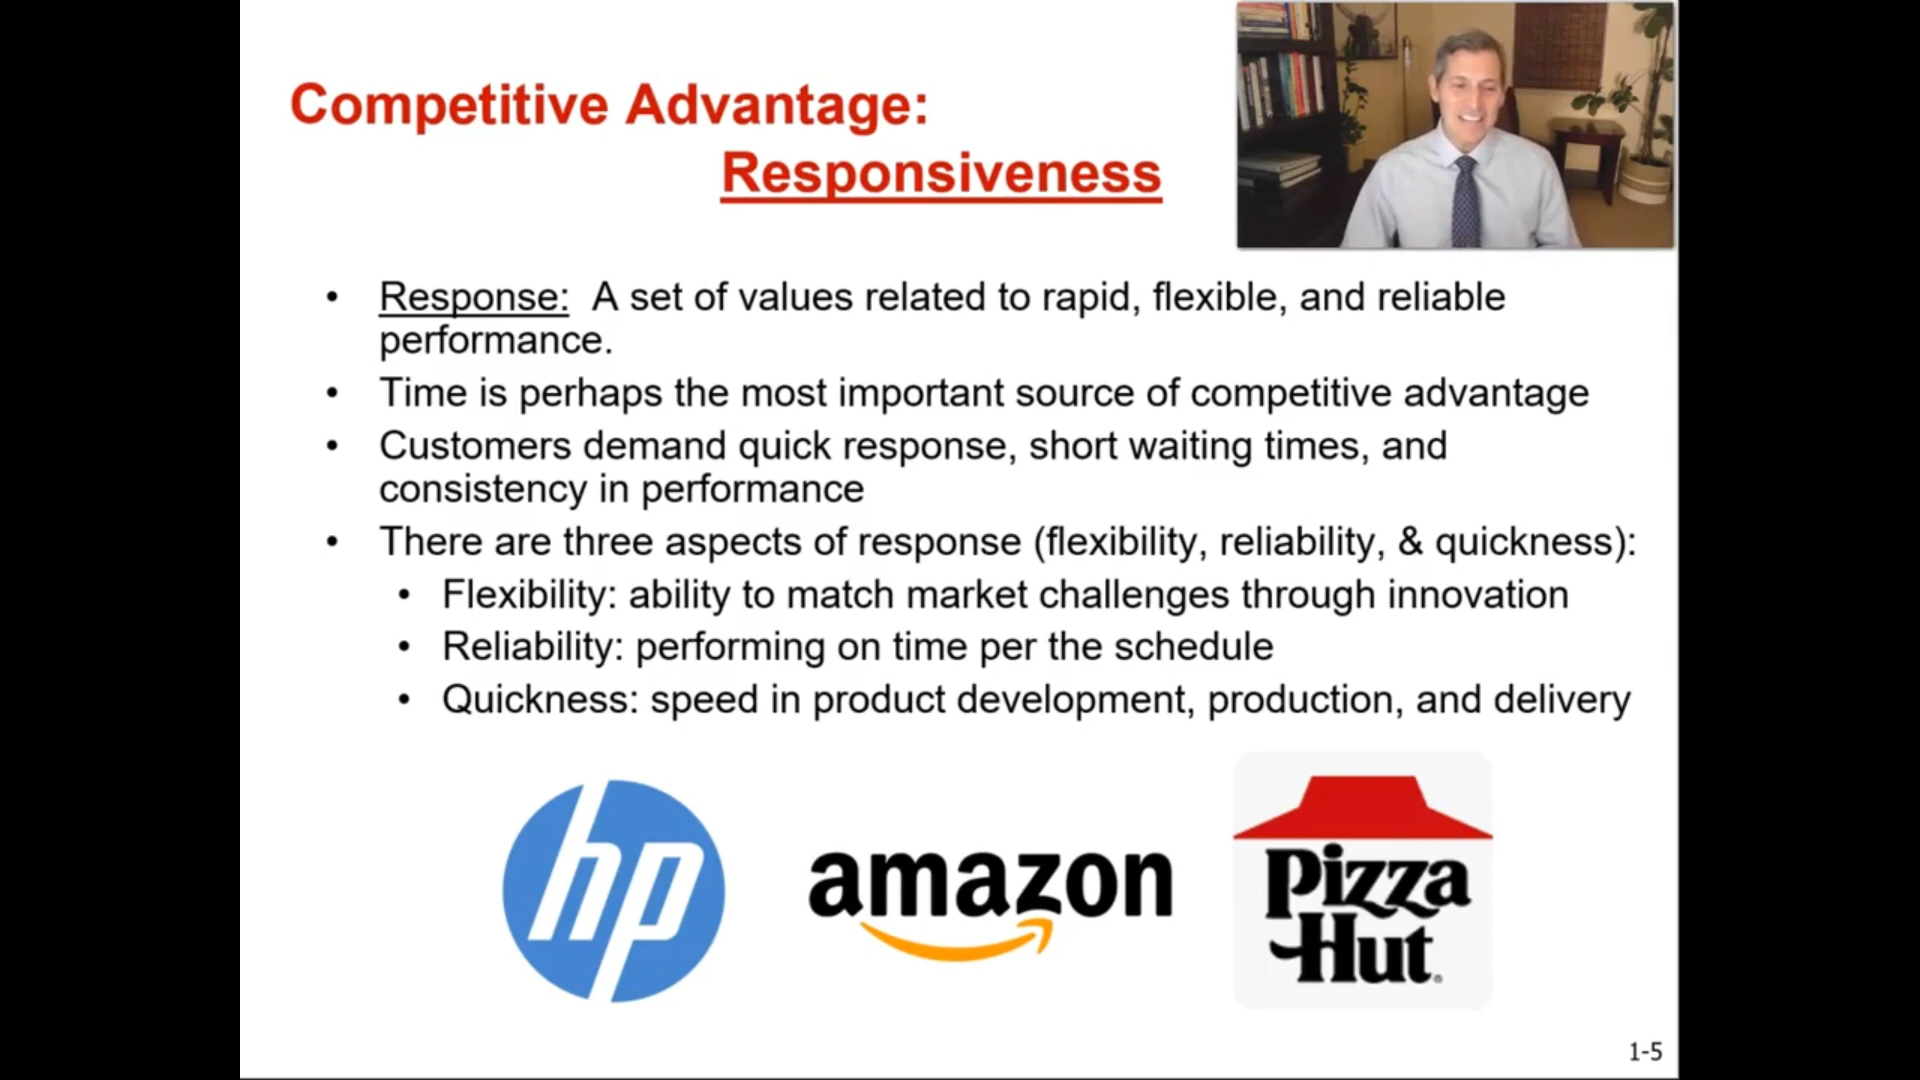 Competitive Advantage:
Responsiveness
• Response: A set of values related to rapid, flexible, and reliable
performance.
• Time is perhaps the most important source of competitive advantage
• Customers demand quick response, short waiting times, and
consistency in performance
• There are three aspects of response (flexibility, reliability, & quickness):
• Flexibility: ability to match market challenges through innovation
• Reliability: performing on time per the schedule
• Quickness: speed in product development, production, and delivery
hp
amazon
Pizza
Hut®
1-5